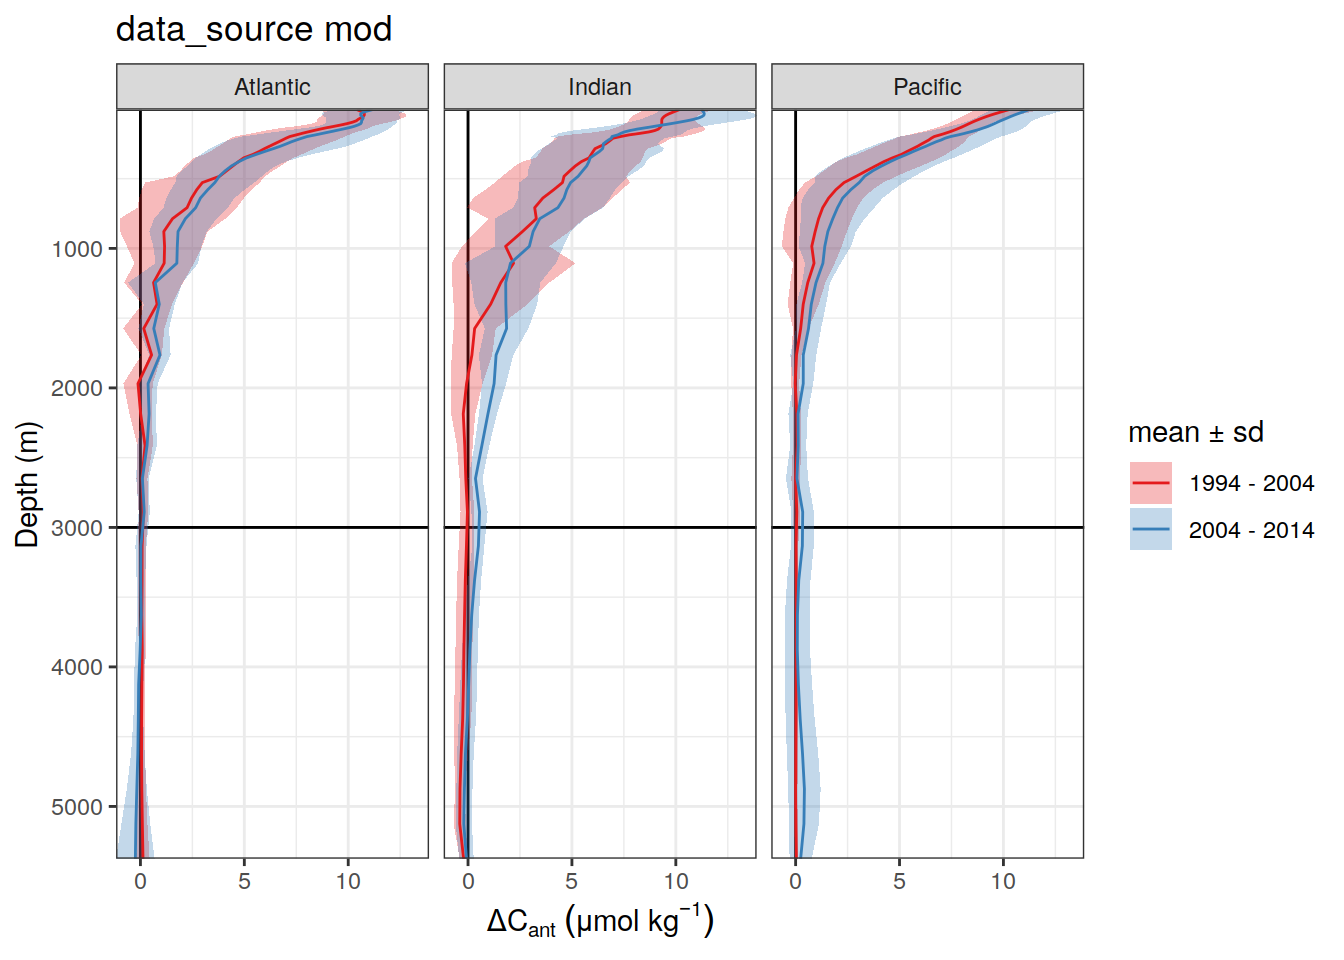 data_source mod
Atlantic
Indian
Pacific
1000
2000
3000
4000
5000
Depth (m)
0 5 10
0 5 10
0 5 10
ΔCant (μmol kg⁻¹)
mean ± sd
1994 - 2004
2004 - 2014